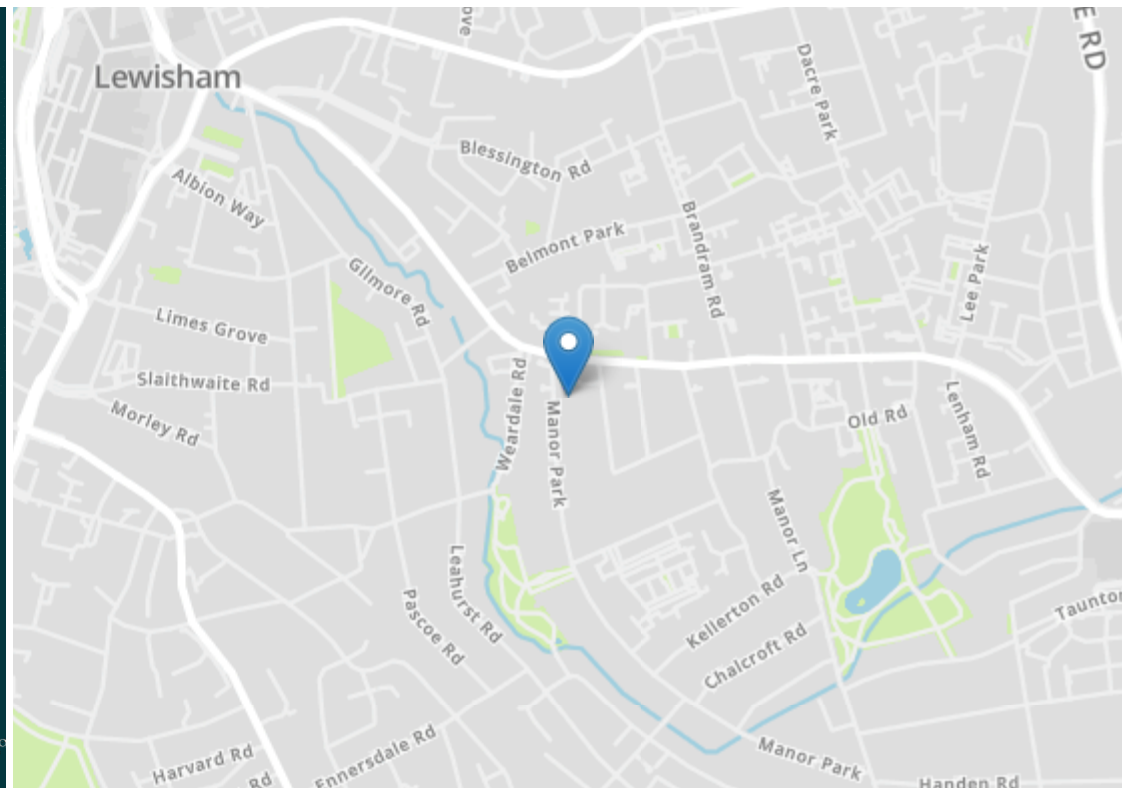 E RD
ove
Dacre Park
Lewisham
Blessington Rd
Albion Way
Brandram Rd
Belmont Park
Lee Park
Gilmore Rd
Limes Grove
Slaithwaite Rd
Weardale Rd
Morley Rd
Manor Park
Old Rd
Lenham Rd
Manor Ln
Leahurst Rd
Pascoe Rd
Kellerton Rd
Taunton
Chalcroft Rd
Ennersdale Rd
Manor Park
Harvard Rd
Rd
Handen Rd